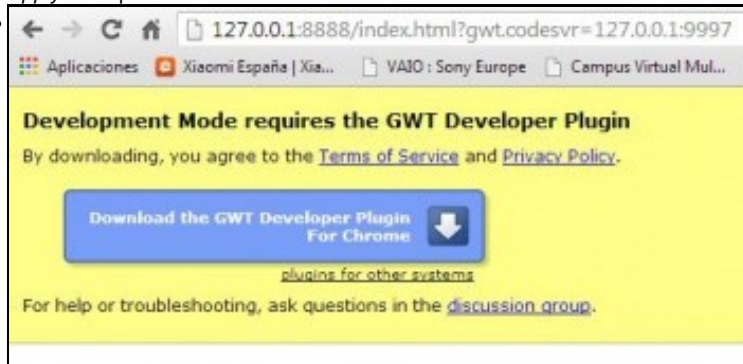 127.0.0.1:8888/index.html?gwt.codesvr=127.0.0.1:9997
Aplicaciones Xiaomi España | Xia... VAIO : Sony Europe Campus Virtual Mul...
Development Mode requires the GWT Developer Plugin
By downloading, you agree to the Terms of Service and Privacy Policy.
Download the GWT Developer Plugin
For Chrome
plugins for other systems
For help or troubleshooting, ask questions in the discussion group.